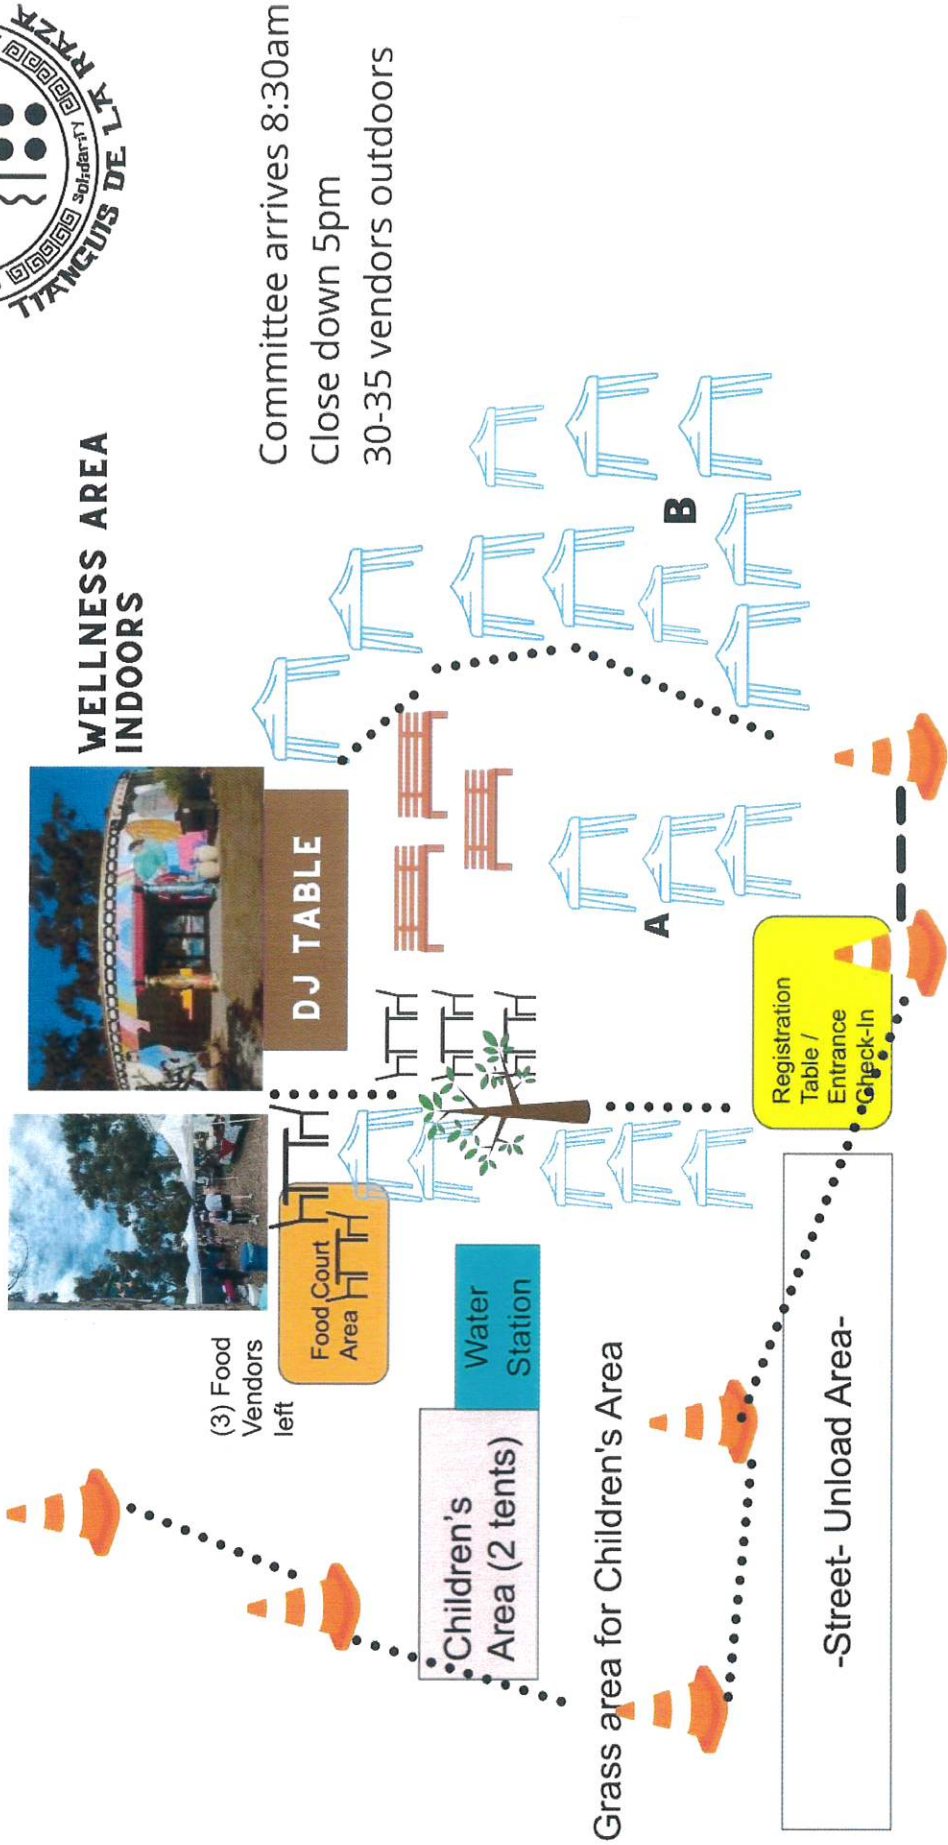 TIANGUIS DE LA RAZA
Solidarity
WELLNESS AREA
INDOORS
Committee arrives 8:30am
Close down 5pm
30-35 vendors outdoors
DJ TABLE
(3) Food
Vendors
left
Food Court
Area
Water
Station
Children's
Area (2 tents)
Grass area for Children's Area
A
B
Registration
Table /
Entrance
Check-In
-Street- Unload Area-